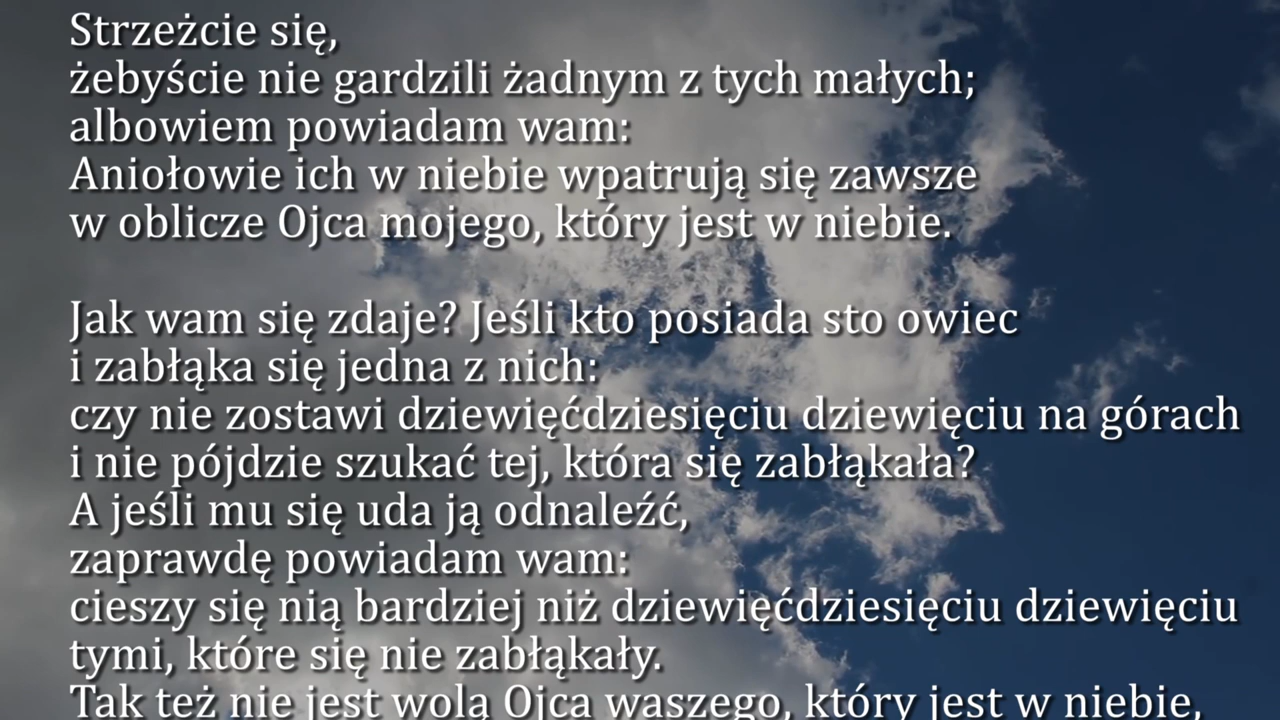 Strzeżcie się,
żebyście nie gardzili żadnym z tych małych;
albowiem powiadam wam:
Aniołowie ich w niebie wpatrują się zawsze
w oblicze Ojca mojego, który jest w niebie.
Jak wam się zdaje? Jeśli kto posiada sto owiec
i zabłąka się jedna z nich:
czy nie zostawi dziewięćdziesięciu dziewięciu na górach
i nie pójdzie szukać tej, która się zabłąkała?
A jeśli mu się uda ją odnaleźć,
zaprawdę powiadam wam:
cieszy się nią bardziej niż dziewięćdziesięciu dziewięciu
tymi, które się nie zabłąkały.
Tak też nie jest wolą Ojca waszego, który jest w niebie,